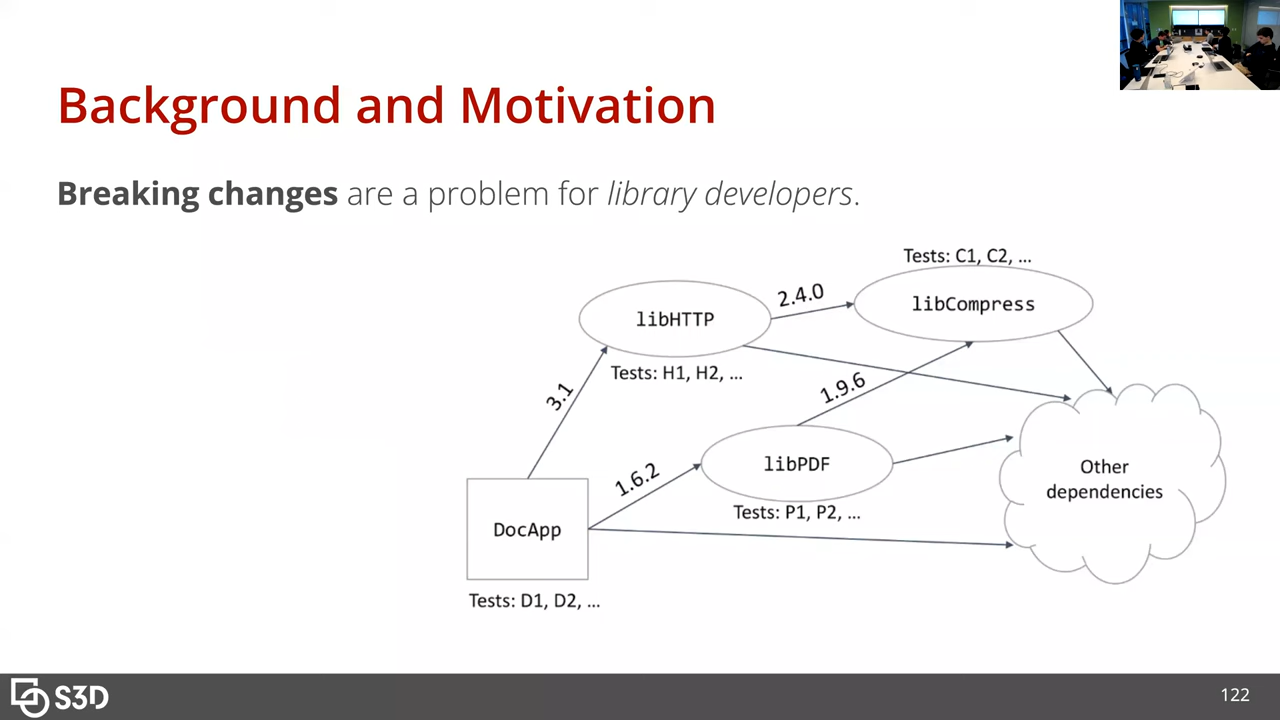 Background and Motivation
Breaking changes are a problem for library developers.
Tests: C1, C2, ...
libHTTP
2.4.0
libCompress
Tests: H1, H2, ...
3.1
1.9.6
libPDF
1.6.2
Other
dependencies
Tests: P1, P2, ...
DocApp
Tests: D1, D2, ...
S3D
122